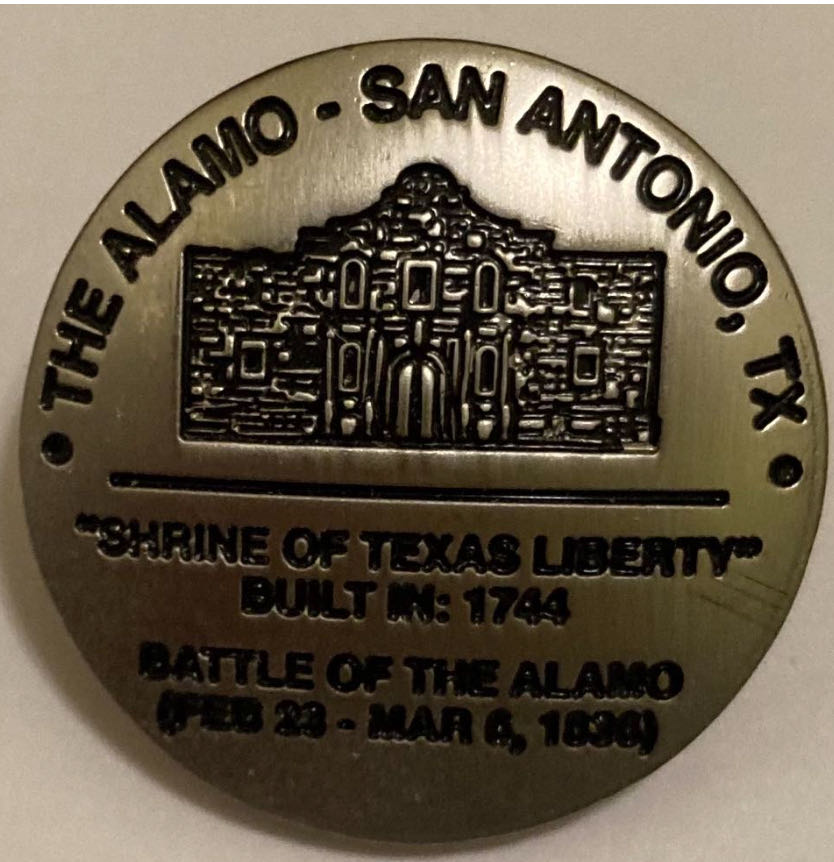 • THE ALAMO - SAN ANTONIO, TX •
"SHRINE OF TEXAS LIBERTY"
BUILT IN: 1744
BATTLE OF THE ALAMO
(FEB 23 - MAR 6, 1836)